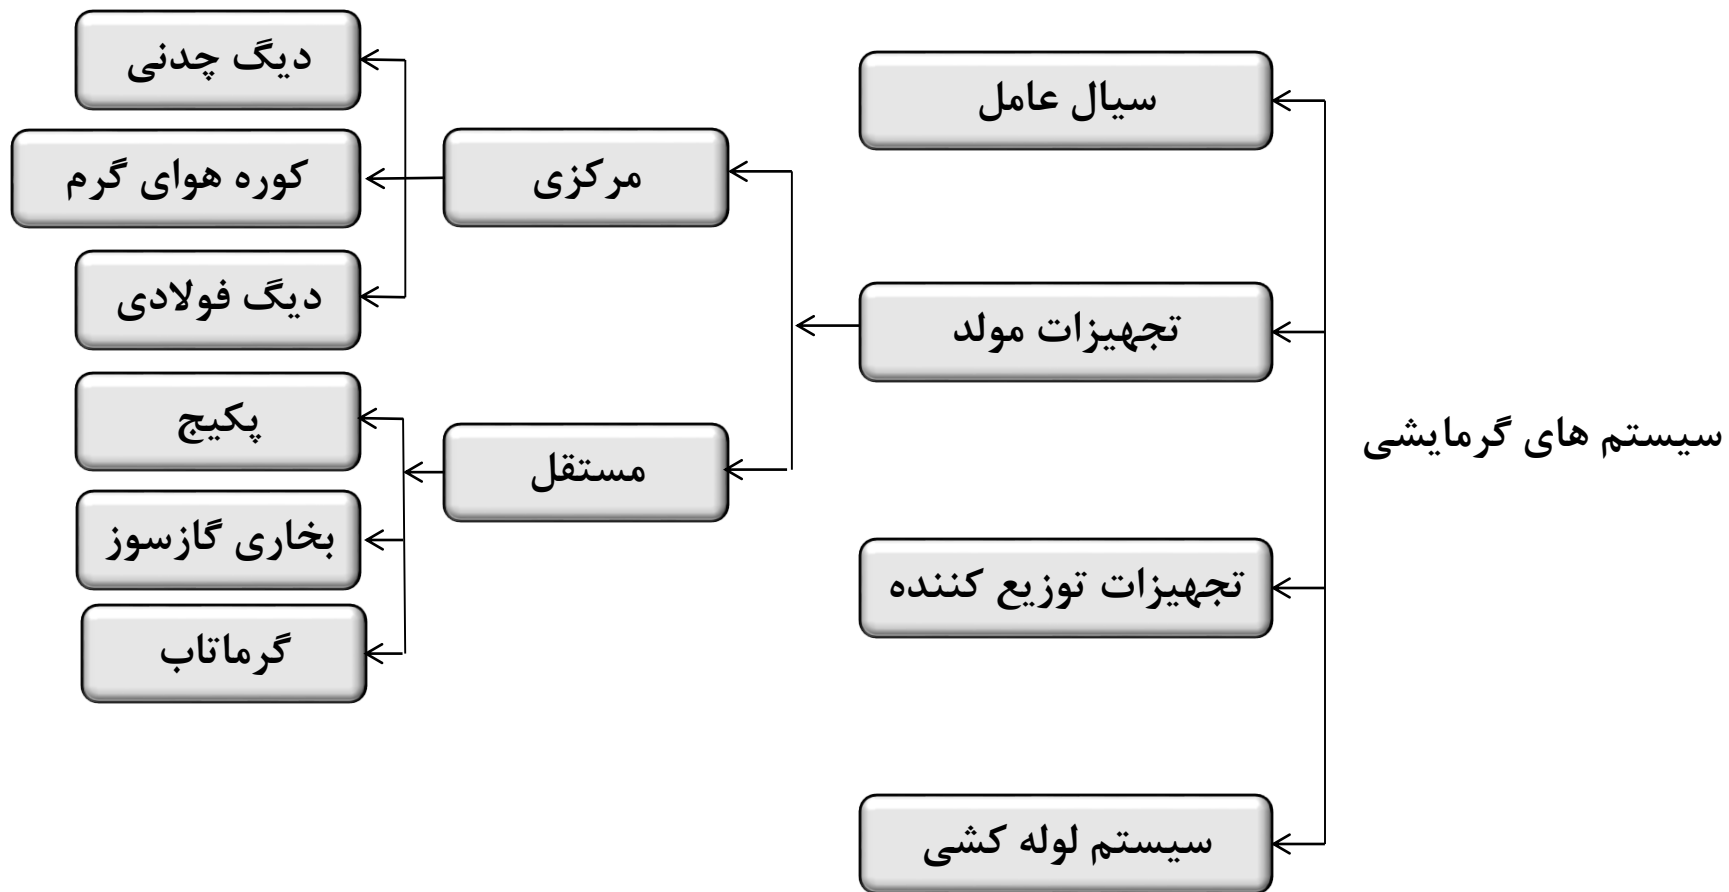 سیستم های گرمایشی
سیال عامل
تجهیزات مولد
تجهیزات توزیع کننده
سیستم لوله کشی
مرکزی
مستقل
دیگ چدنی
کوره هوای گرم
دیگ فولادی
پکیج
بخاری گازسوز
گرماتاب